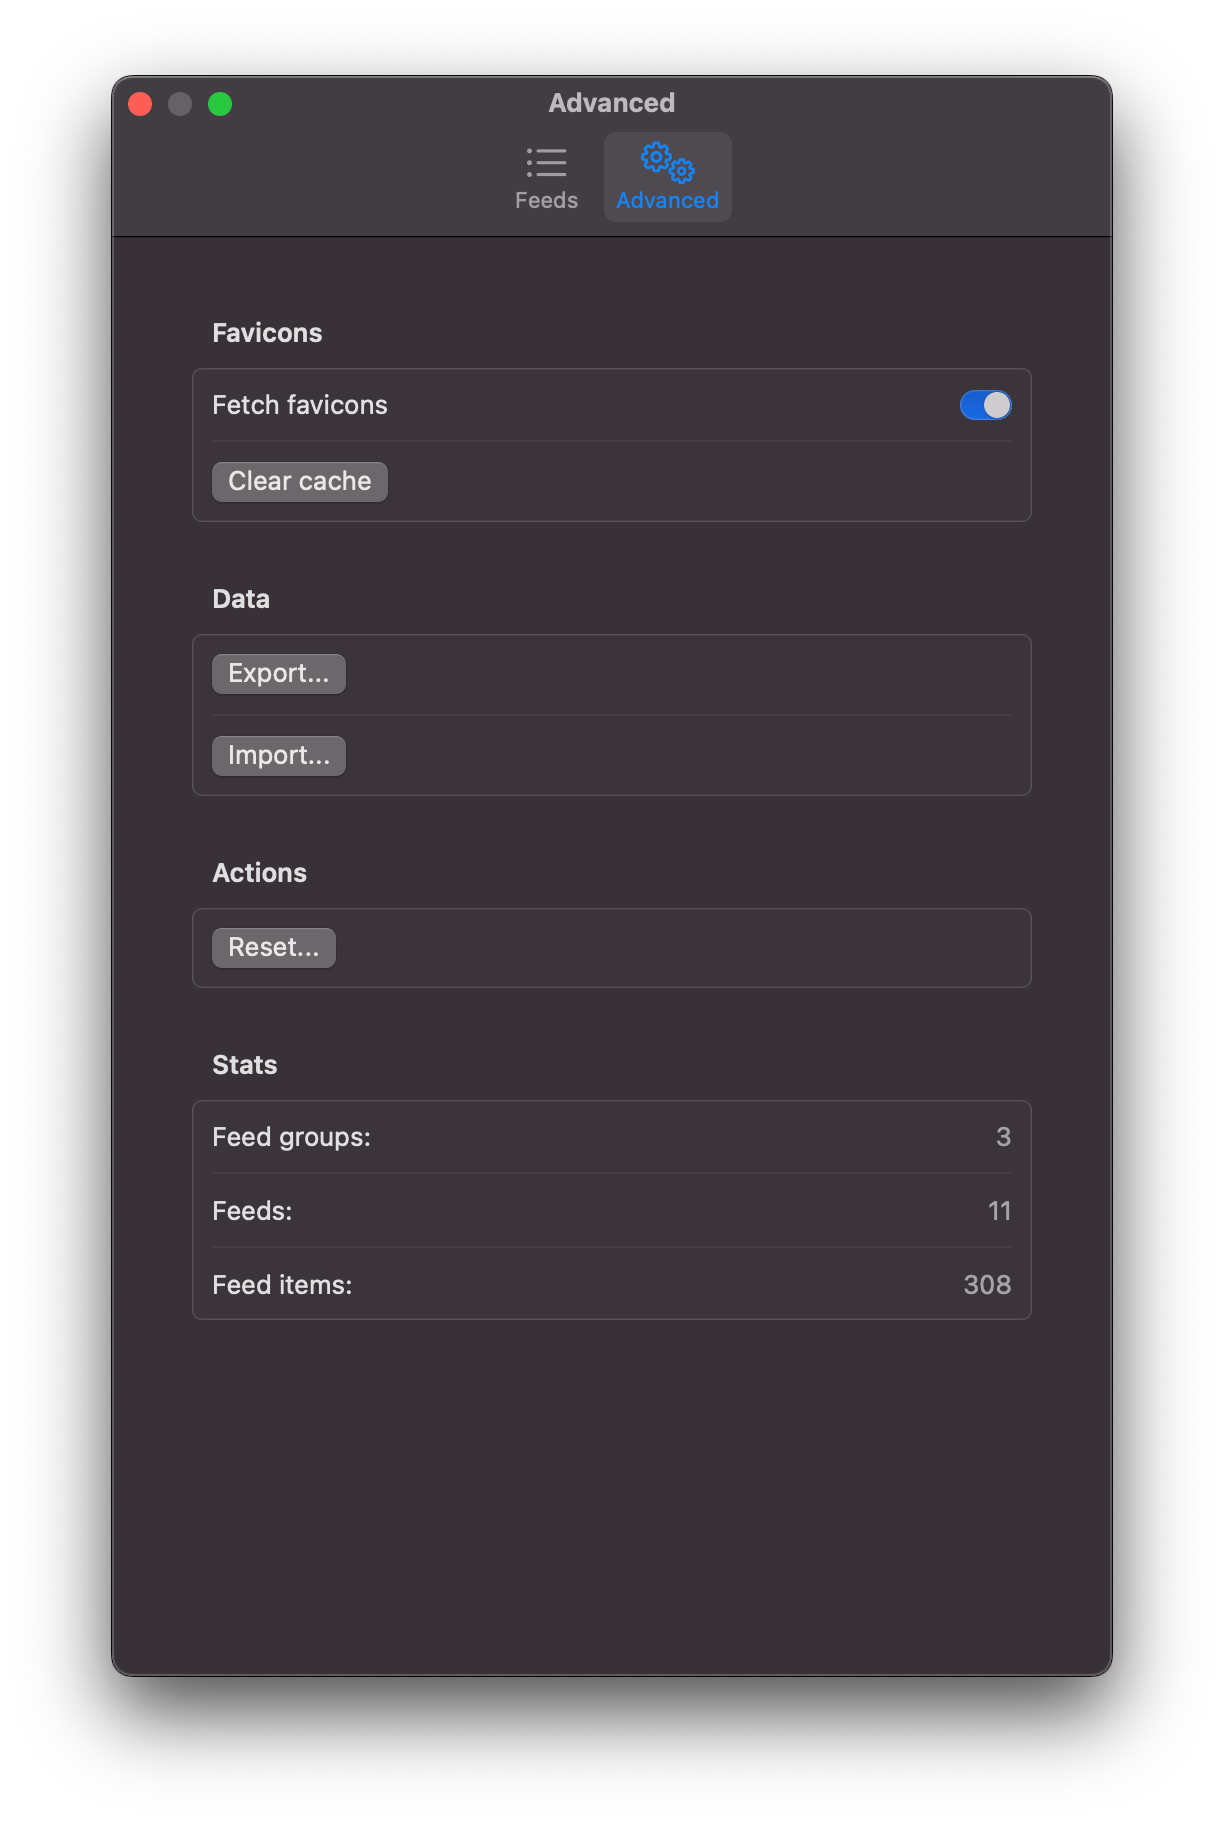 Advanced
Feeds
Advanced
Favicons
Fetch favicons
Clear cache
Data
Export...
Import...
Actions
Reset...
Stats
Feed groups: 3
Feeds: 11
Feed items: 308